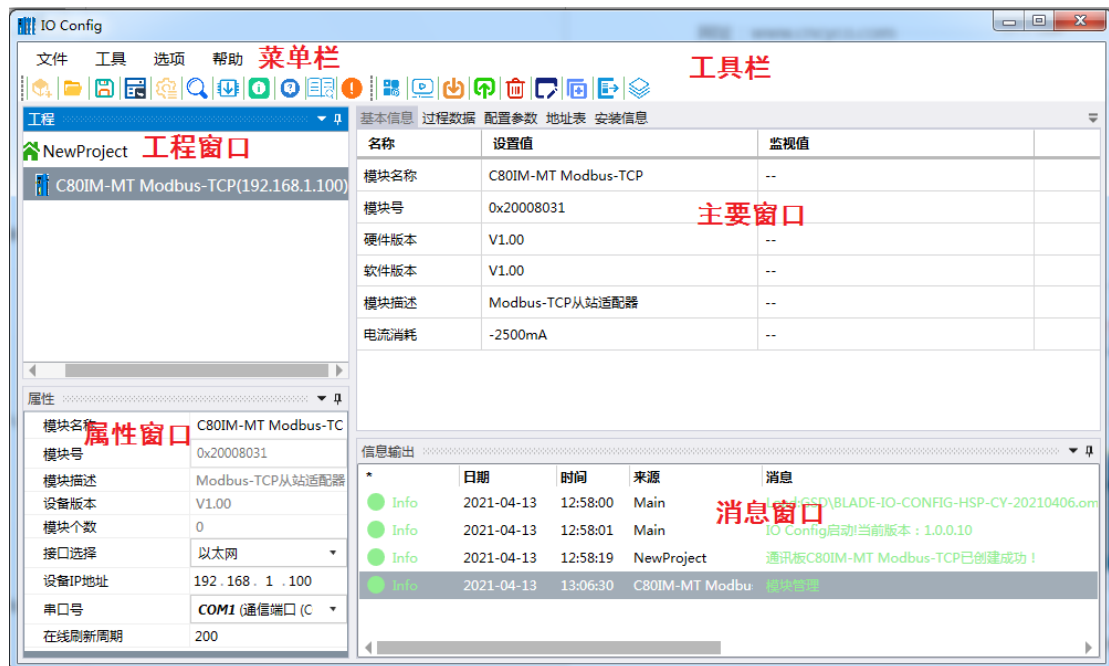 IO Config
文件 工具 选项 帮助 菜单栏
工具栏
工程
NewProject 工程窗口
C80IM-MT Modbus-TCP(192.168.1.100)
基本信息 过程数据 配置参数 地址表 安装信息
名称 设置值 监视值
模块名称 C80IM-MT Modbus-TCP --
模块号 0x20008031
主要窗口
硬件版本 V1.00 --
软件版本 V1.00 --
模块描述 Modbus-TCP从站适配器 --
电流消耗 -2500mA --
属性
模块名称 C80IM-MT Modbus-TC
属性窗口
模块号 0x20008031
模块描述 Modbus-TCP从站适配器
设备版本 V1.00
模块个数 0
接口选择 以太网
设备IP地址 192 . 168 . 1 . 100
串口号 COM1 (通信端口 (C
在线刷新周期 200
信息输出
* 日期 时间 来源 消息
Info 2021-04-13 12:58:00 Main Load:GSD\BLADE-IO-CONFIG-HSP-CY-20210406.om
消息窗口
Info 2021-04-13 12:58:01 Main IO Config启动!当前版本：1.0.0.10
Info 2021-04-13 12:58:19 NewProject 通讯板C80IM-MT Modbus-TCP已创建成功！
Info 2021-04-13 13:06:30 C80IM-MT Modbu 模块管理